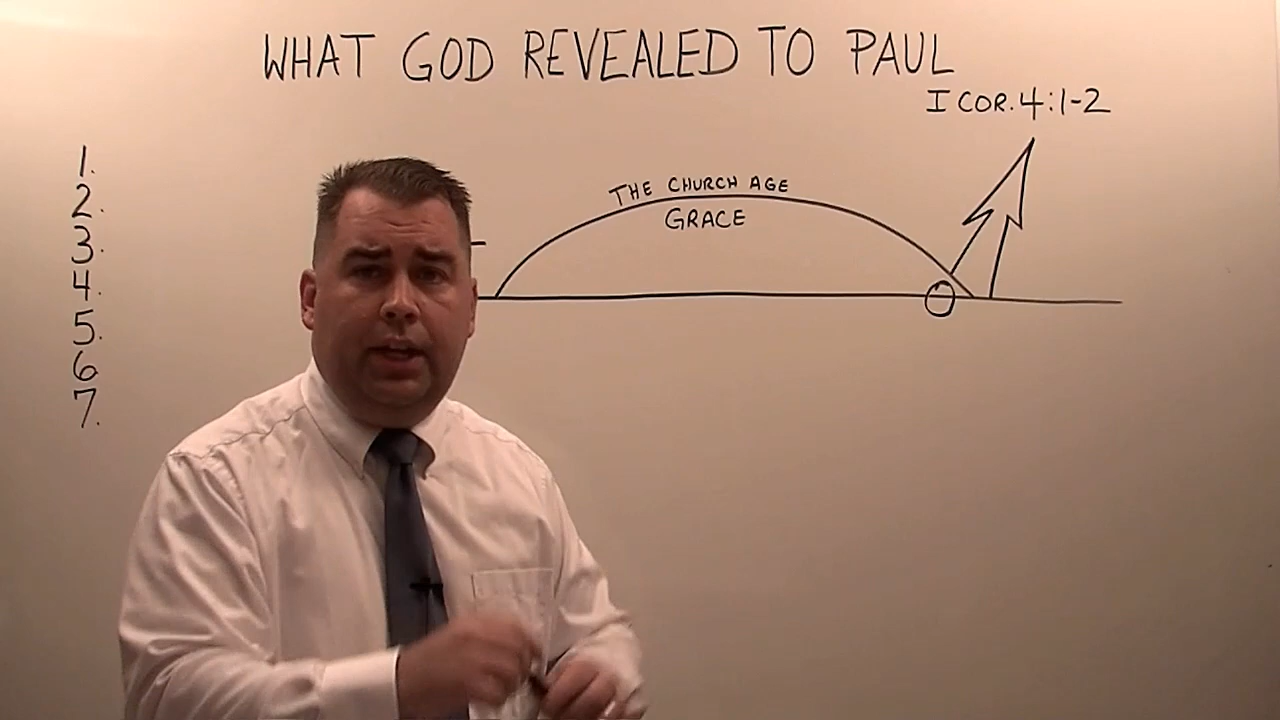 WHAT GOD REVEALED TO PAUL
I COR. 4:1-2
1.
2.
3.
4.
5.
6.
7.
THE CHURCH AGE
GRACE